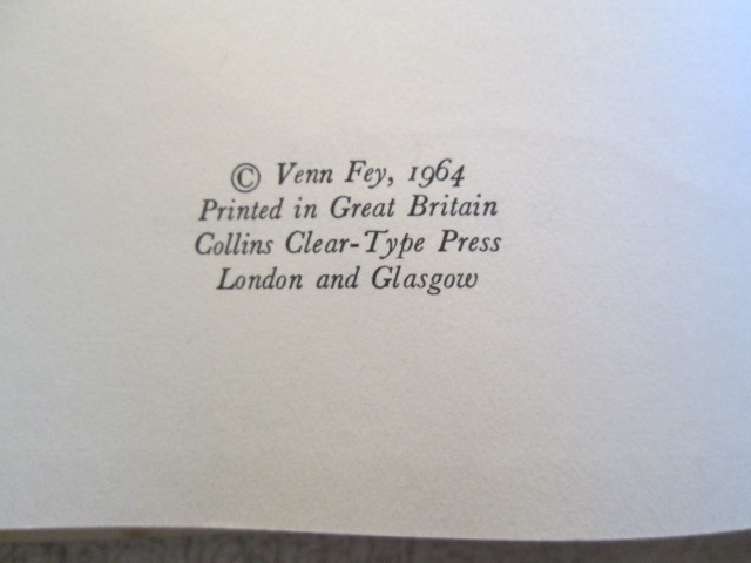 © Venn Fey, 1964
Printed in Great Britain
Collins Clear-Type Press
London and Glasgow